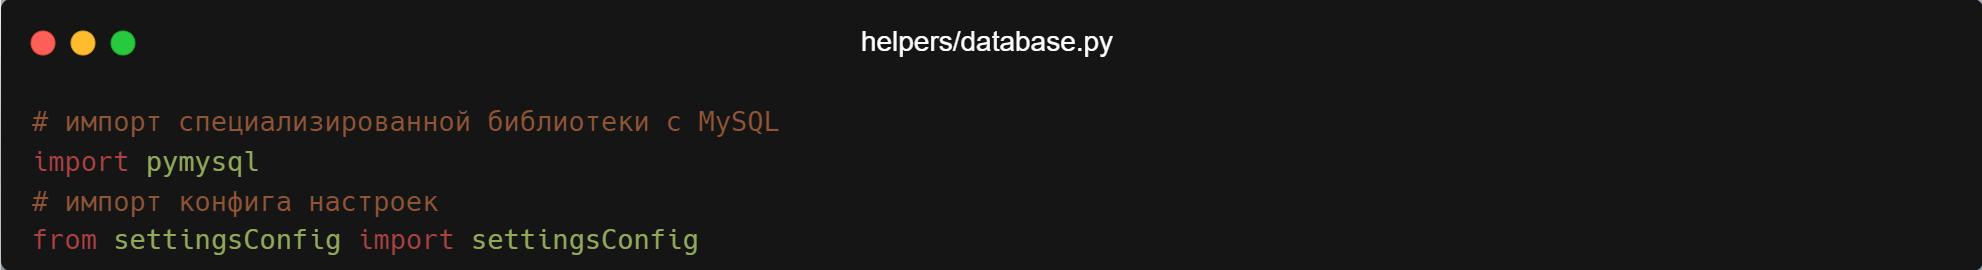 helpers/database.py
# импорт специализированной библиотеки с MySQL
import pymysql
# импорт конфига настроек
from settingsConfig import settingsConfig